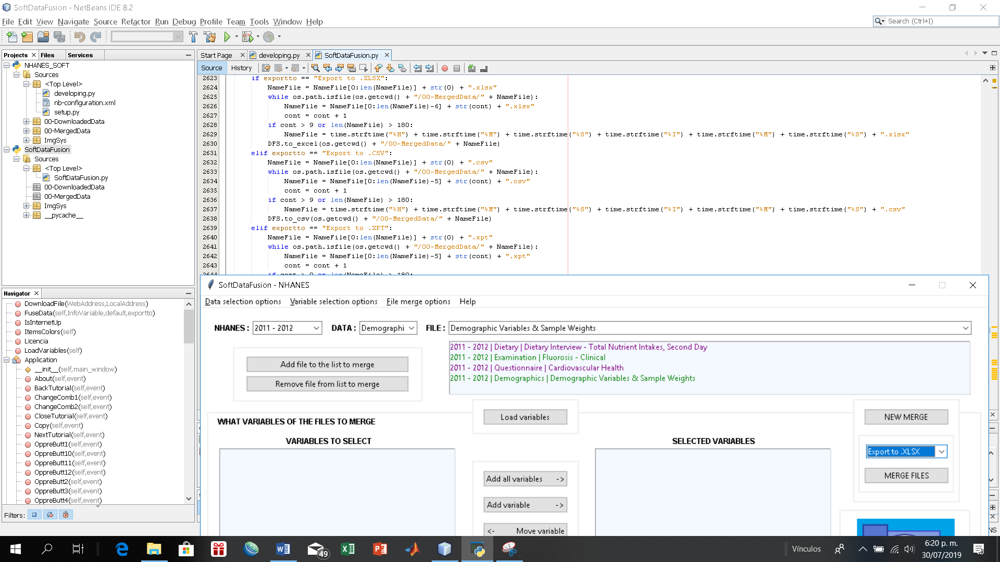 SoftDataFusion - NetBeans IDE 8.2
File Edit View Navigate Source Refactor Run Debug Profile Team Tools Window Help
Search (Ctrl+I)
Projects Files Services
NHANES_SOFT
Sources
<Top Level>
developing.py
nb-configuration.xml
setup.py
00-DownloadedData
00-MergedData
ImgSys
SoftDataFusion
Sources
<Top Level>
SoftDataFusion.py
00-DownloadedData
00-MergedData
ImgSys
__pycache__
Navigator
DownloadFile(WebAddress,LocalAddress)
FuseData(self,InfoVariable,default,exportto)
IsInternetUp
ItemsColors(self)
Licencia
LoadVariables(self)
Application
__init__(self,main_window)
About(self,event)
BackTutorial(self,event)
ChangeComb1(self,event)
ChangeComb2(self,event)
CloseTutorial(self,event)
Copy(self,event)
NextTutorial(self,event)
OppreButt1(self,event)
OppreButt10(self,event)
OppreButt11(self,event)
OppreButt12(self,event)
OppreButt2(self,event)
OppreButt3(self,event)
OppreButt4(self,event)
Filters:
Start Page developing.py SoftDataFusion.py
Source History
2623 if exportto == "Export to .XLSX":
2624 NameFile = NameFile[0:len(NameFile)] + str(0) + ".xlsx"
2625 while os.path.isfile(os.getcwd() + "/00-MergedData/" + NameFile):
2626 NameFile = NameFile[0:len(NameFile)-6] + str(cont) + ".xlsx"
2627 cont = cont + 1
2628 if cont > 9 or len(NameFile) > 180:
2629 NameFile = time.strftime("%H") + time.strftime("%M") + time.strftime("%S") + time.strftime("%I") + time.strftime("%M") + time.strftime("%S") + ".xlsx"
2630 DFS.to_excel(os.getcwd() + "/00-MergedData/" + NameFile)
2631 elif exportto == "Export to .CSV":
2632 NameFile = NameFile[0:len(NameFile)] + str(0) + ".csv"
2633 while os.path.isfile(os.getcwd() + "/00-MergedData/" + NameFile):
2634 NameFile = NameFile[0:len(NameFile)-5] + str(cont) + ".csv"
2635 cont = cont + 1
2636 if cont > 9 or len(NameFile) > 180:
2637 NameFile = time.strftime("%H") + time.strftime("%M") + time.strftime("%S") + time.strftime("%I") + time.strftime("%M") + time.strftime("%S") + ".csv"
2638 DFS.to_csv(os.getcwd() + "/00-MergedData/" + NameFile)
2639 elif exportto == "Export to .XPT":
2640 NameFile = NameFile[0:len(NameFile)] + str(0) + ".xpt"
2641 while os.path.isfile(os.getcwd() + "/00-MergedData/" + NameFile):
2642 NameFile = NameFile[0:len(NameFile)-5] + str(cont) + ".xpt"
2643 cont = cont + 1
2644 if cont > 9 or len(NameFile) > 180:
SoftDataFusion - NHANES
Data selection options Variable selection options File merge options Help
NHANES : 2011 - 2012 DATA : Demographi FILE : Demographic Variables & Sample Weights
2011 - 2012 | Dietary | Dietary Interview - Total Nutrient Intakes, Second Day
2011 - 2012 | Examination | Fluorosis - Clinical
2011 - 2012 | Questionnaire | Cardiovascular Health
2011 - 2012 | Demographics | Demographic Variables & Sample Weights
Add file to the list to merge
Remove file from list to merge
WHAT VARIABLES OF THE FILES TO MERGE
Load variables
NEW MERGE
VARIABLES TO SELECT
SELECTED VARIABLES
Export to .XLSX
MERGE FILES
Add all variables ->
Add variable ->
<- Move variable
NS
49
Vínculos
6:20 p. m.
30/07/2019